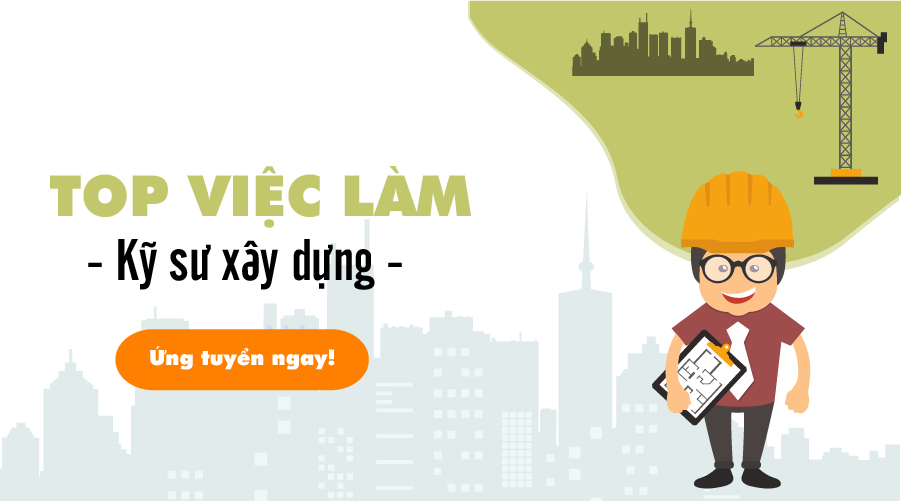 TOP VIỆC LÀM
- Kỹ sư xây dựng -
Ứng tuyển ngay!